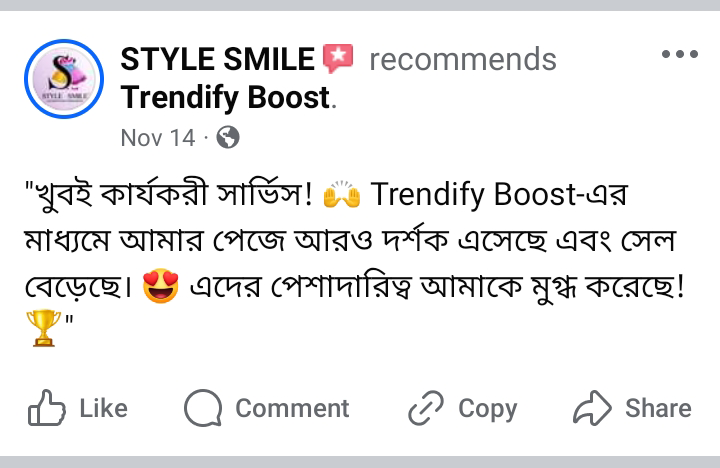 STYLE SMILE recommends
Trendify Boost.
Nov 14 ·
"খুবই কার্যকরী সার্ভিস! 🙌 Trendify Boost-এর
মাধ্যমে আমার পেজে আরও দর্শক এসেছে এবং সেল
বেড়েছে। 😍 এদের পেশাদারিত্ব আমাকে মুগ্ধ করেছে!
🏆"
Like Comment Copy Share